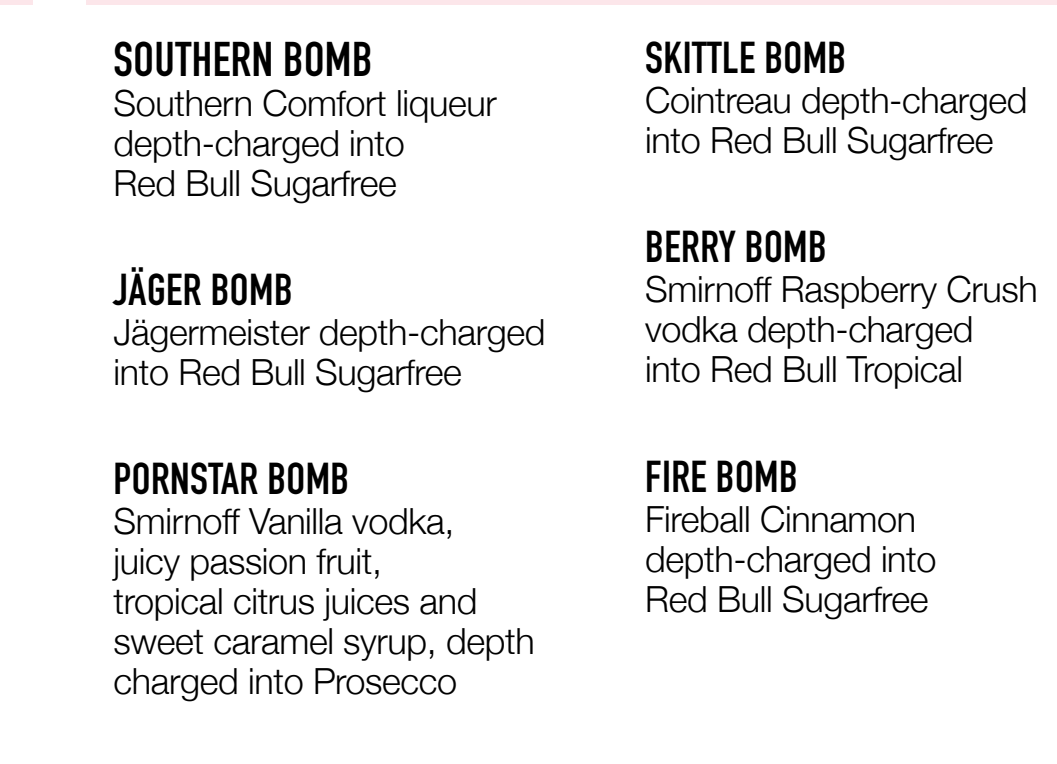 SOUTHERN BOMB
Southern Comfort liqueur
depth-charged into
Red Bull Sugarfree
JÄGER BOMB
Jägermeister depth-charged
into Red Bull Sugarfree
PORNSTAR BOMB
Smirnoff Vanilla vodka,
juicy passion fruit,
tropical citrus juices and
sweet caramel syrup, depth
charged into Prosecco
SKITTLE BOMB
Cointreau depth-charged
into Red Bull Sugarfree
BERRY BOMB
Smirnoff Raspberry Crush
vodka depth-charged
into Red Bull Tropical
FIRE BOMB
Fireball Cinnamon
depth-charged into
Red Bull Sugarfree